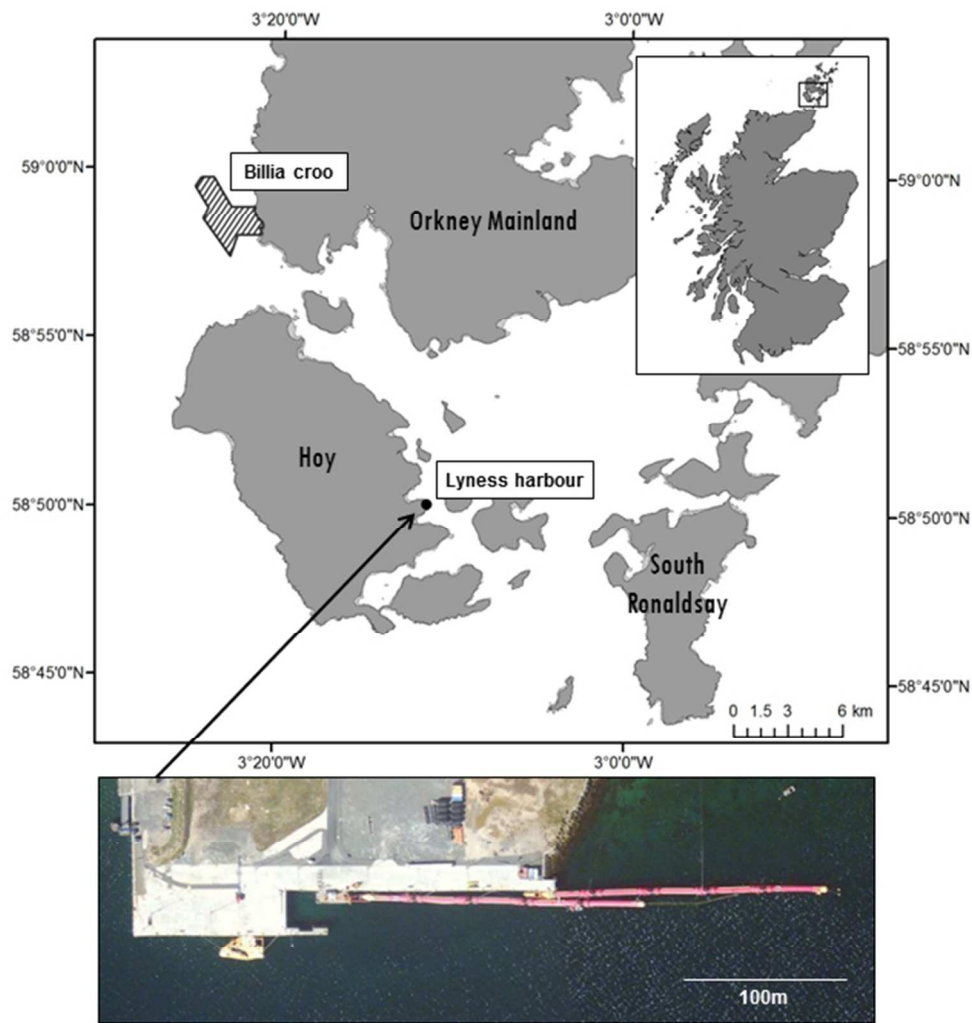 3°20'0"W
3°0'0"W
59°0'0"N
Billia croo
59°0'0"N
Orkney Mainland
58°55'0"N
58°55'0"N
Hoy
Lyness harbour
58°50'0"N
58°50'0"N
South
Ronaldsay
58°45'0"N
58°45'0"N
0 1.5 3 6 km
3°20'0"W
3°0'0"W
100m